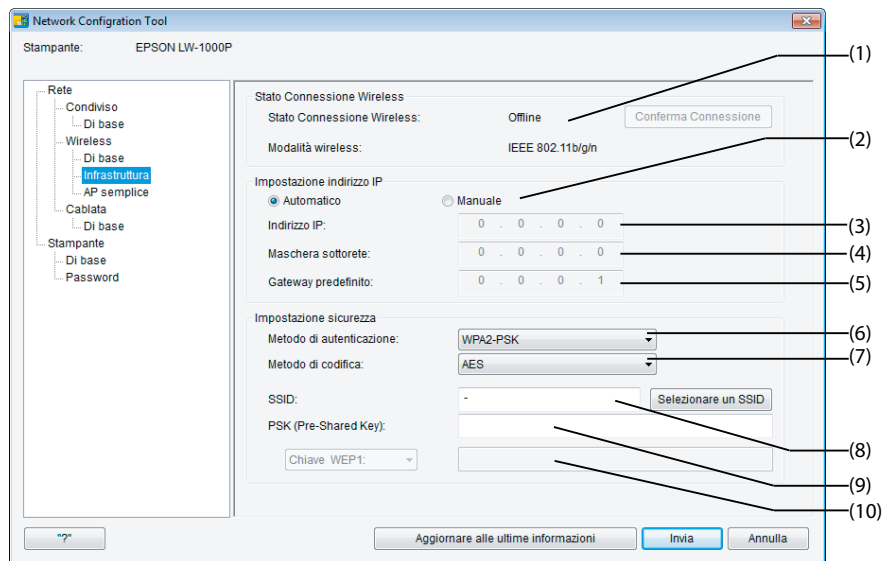 Network Configration Tool
Stampante: EPSON LW-1000P
Rete
Condiviso
Di base
Wireless
Di base
Infrastruttura
AP semplice
Cablata
Di base
Stampante
Di base
Password
Stato Connessione Wireless
Stato Connessione Wireless: Offline Conferma Connessione
(1)
Modalità wireless: IEEE 802.11b/g/n
(2)
Impostazione indirizzo IP
Automatico Manuale
Indirizzo IP: 0 . 0 . 0 . 0
(3)
Maschera sottorete: 0 . 0 . 0 . 0
(4)
Gateway predefinito: 0 . 0 . 0 . 1
(5)
Impostazione sicurezza
Metodo di autenticazione: WPA2-PSK
(6)
Metodo di codifica: AES
(7)
SSID: - Selezionare un SSID
(8)
PSK (Pre-Shared Key):
(9)
Chiave WEP1:
(10)
"?" Aggiornare alle ultime informazioni Invia Annulla